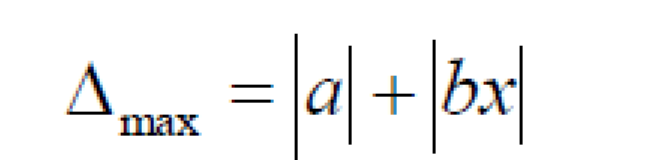 Δmax = |a| + |bx|